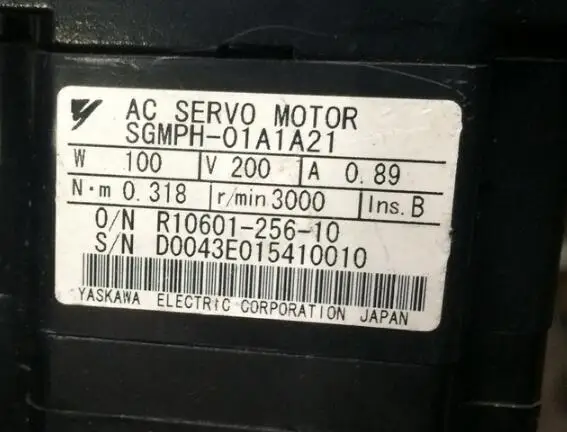 AC SERVO MOTOR
SGMPH-01A1A21
W 100 V 200 A 0.89
N·m 0.318 r/min 3000 Ins. B
O/N R10601-256-10
S/N D0043E015410010
YASKAWA ELECTRIC CORPORATION JAPAN